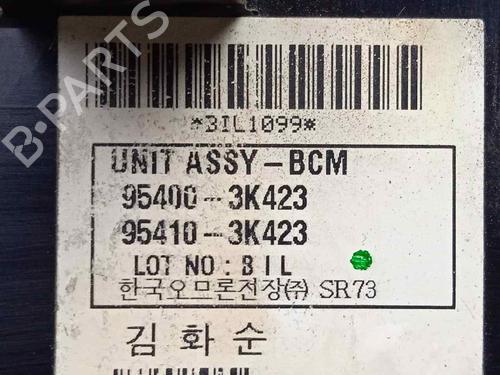 *3IL1099*
UNIT ASSY-BCM
95400-3K423
95410-3K423
LOT NO : BIL
한국오므론전장㈜ SR73
김화순
B-PARTS